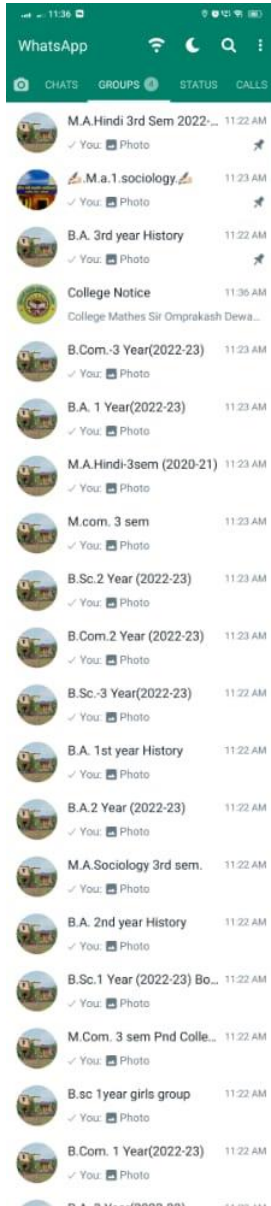 11:36
WhatsApp
CHATS GROUPS 4 STATUS CALLS
M.A.Hindi 3rd Sem 2022-... 11:22 AM
✓ You: Photo
✍.M.a.1.sociology.✍ 11:23 AM
✓ You: Photo
B.A. 3rd year History 11:22 AM
✓ You: Photo
College Notice 11:36 AM
College Mathes Sir Omprakash Dewa...
B.Com.-3 Year(2022-23) 11:23 AM
✓ You: Photo
B.A. 1 Year(2022-23) 11:23 AM
✓ You: Photo
M.A.Hindi-3sem (2020-21) 11:23 AM
✓ You: Photo
M.com. 3 sem 11:23 AM
✓ You: Photo
B.Sc.2 Year (2022-23) 11:23 AM
✓ You: Photo
B.Com.2 Year (2022-23) 11:23 AM
✓ You: Photo
B.Sc.-3 Year(2022-23) 11:22 AM
✓ You: Photo
B.A. 1st year History 11:22 AM
✓ You: Photo
B.A.2 Year (2022-23) 11:22 AM
✓ You: Photo
M.A.Sociology 3rd sem. 11:22 AM
✓ You: Photo
B.A. 2nd year History 11:22 AM
✓ You: Photo
B.Sc.1 Year (2022-23) Bo... 11:22 AM
✓ You: Photo
M.Com. 3 sem Pnd Colle... 11:22 AM
✓ You: Photo
B.sc 1year girls group 11:22 AM
✓ You: Photo
B.Com. 1 Year(2022-23) 11:22 AM
✓ You: Photo